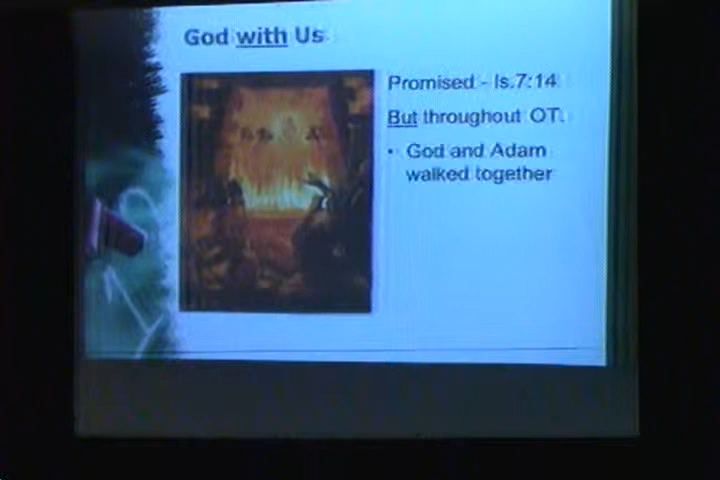 God with Us
Promised - Is.7:14
But throughout OT.
• God and Adam
walked together